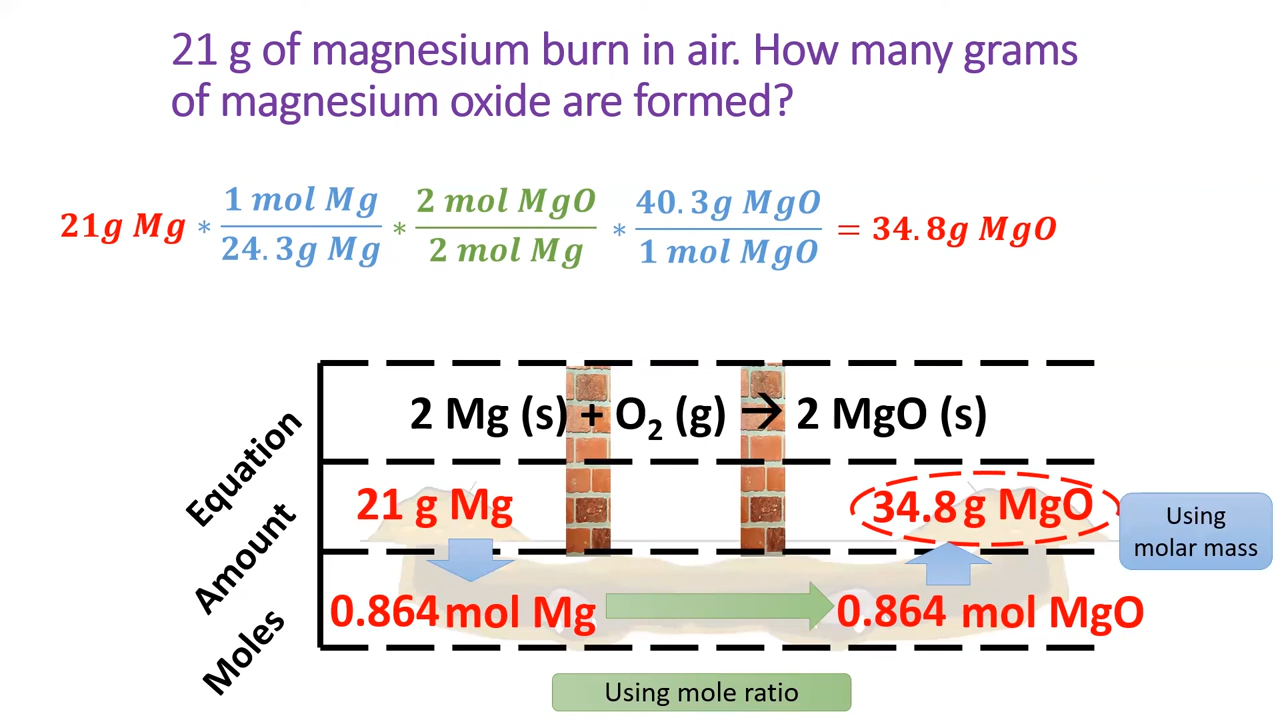 21 g of magnesium burn in air. How many grams
of magnesium oxide are formed?
21g Mg * 1 mol Mg / 24.3g Mg * 2 mol MgO / 2 mol Mg * 40.3g MgO / 1 mol MgO = 34.8g MgO
Equation
2 Mg (s) + O₂ (g) → 2 MgO (s)
Amount
21 g Mg
34.8 g MgO
Using
molar mass
Moles
0.864 mol Mg
0.864 mol MgO
Using mole ratio